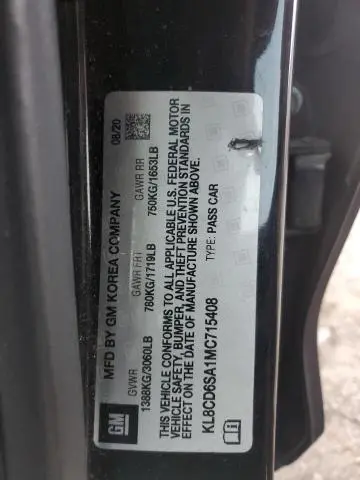 GM
MFD BY GM KOREA COMPANY 08/20
GVWR GAWR FRT GAWR RR
1388KG/3060LB 780KG/1719LB 750KG/1653LB
THIS VEHICLE CONFORMS TO ALL APPLICABLE U.S. FEDERAL MOTOR
VEHICLE SAFETY, BUMPER, AND THEFT PREVENTION STANDARDS IN
EFFECT ON THE DATE OF MANUFACTURE SHOWN ABOVE.
KL8CD6SA1MC715408 TYPE: PASS CAR